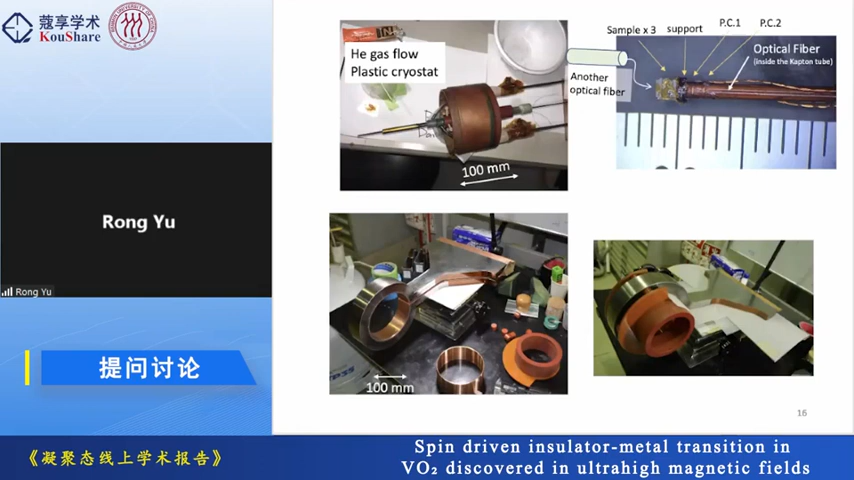 蔻享学术
KouShare
Rong Yu
Rong Yu
提问讨论
He gas flow
Plastic cryostat
100 mm
Sample x 3
support
P.C.1
P.C.2
Optical Fiber
(inside the Kapton tube)
Another
optical fiber
100 mm
16
《凝聚态线上学术报告》
Spin driven insulator-metal transition in
VO₂ discovered in ultrahigh magnetic fields